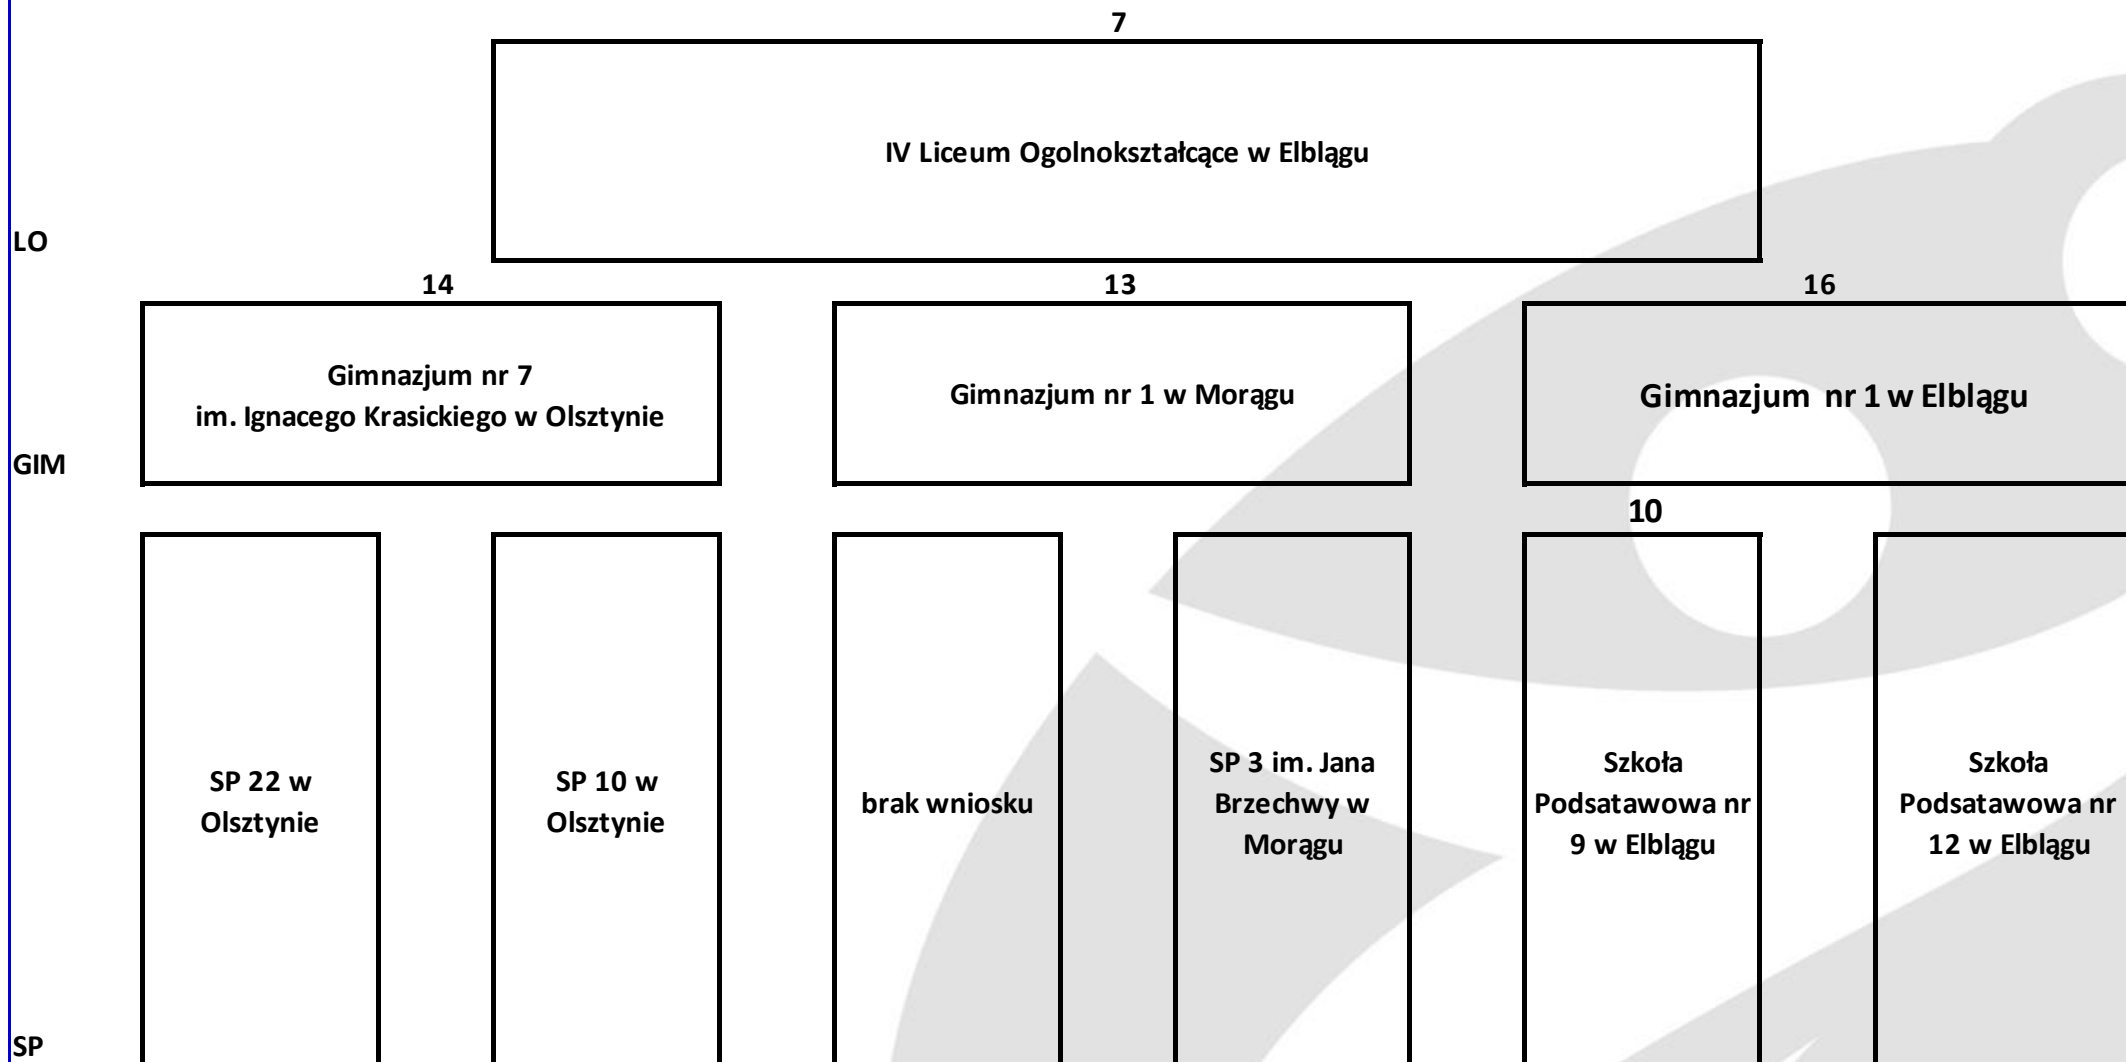 7
IV Liceum Ogolnokształcące w Elblągu
LO
14
13
16
Gimnazjum nr 7
im. Ignacego Krasickiego w Olsztynie
Gimnazjum nr 1 w Morągu
Gimnazjum nr 1 w Elblągu
GIM
10
SP 22 w
Olsztynie
SP 10 w
Olsztynie
brak wniosku
SP 3 im. Jana
Brzechwy w
Morągu
Szkoła
Podsatawowa nr
9 w Elblągu
Szkoła
Podsatawowa nr
12 w Elblągu
SP